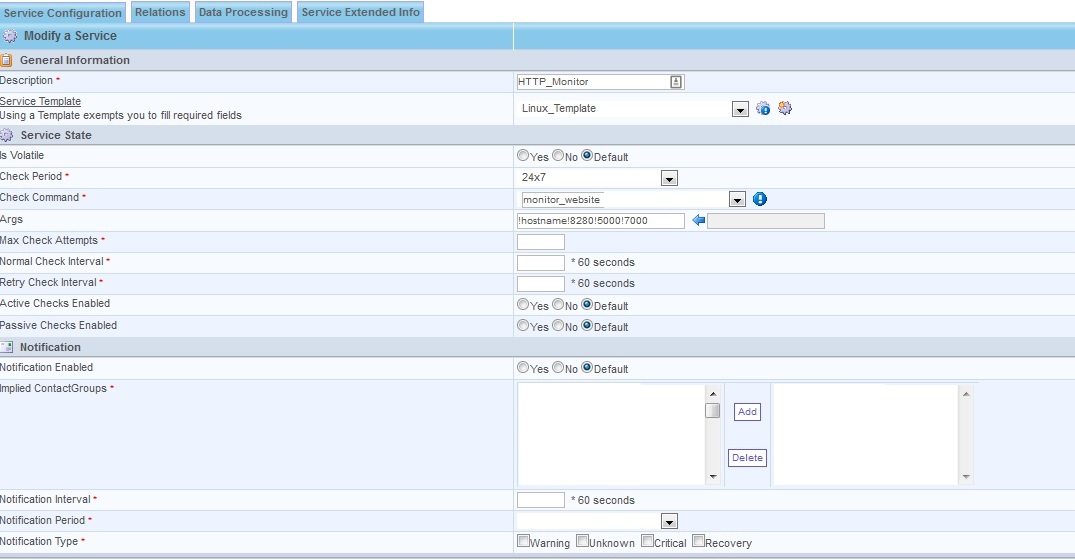 Service Configuration Relations Data Processing Service Extended Info
Modify a Service
General Information
Description * HTTP_Monitor
Service Template Linux_Template
Using a Template exempts you to fill required fields
Service State
Is Volatile Yes No Default
Check Period * 24x7
Check Command * monitor_website
Args !hostname!8280!5000!7000
Max Check Attempts *
Normal Check Interval * * 60 seconds
Retry Check Interval * * 60 seconds
Active Checks Enabled Yes No Default
Passive Checks Enabled Yes No Default
Notification
Notification Enabled Yes No Default
Implied ContactGroups *
Add
Delete
Notification Interval * * 60 seconds
Notification Period *
Notification Type * Warning Unknown Critical Recovery